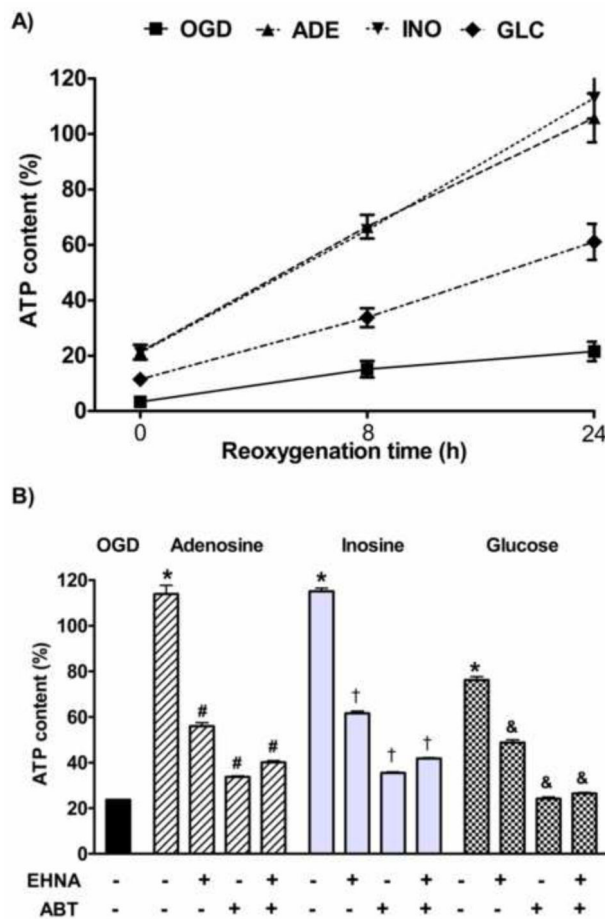 A)
OGD ADE INO GLC
120
100
80
60
40
20
0
ATP content (%)
0 8 24
Reoxygenation time (h)
B)
OGD Adenosine Inosine Glucose
120
100
80
60
40
20
0
ATP content (%)
* # # # * † † † * & & &
EHNA - - + - + - + - + - + - +
ABT - - - + + - - + + - - + +